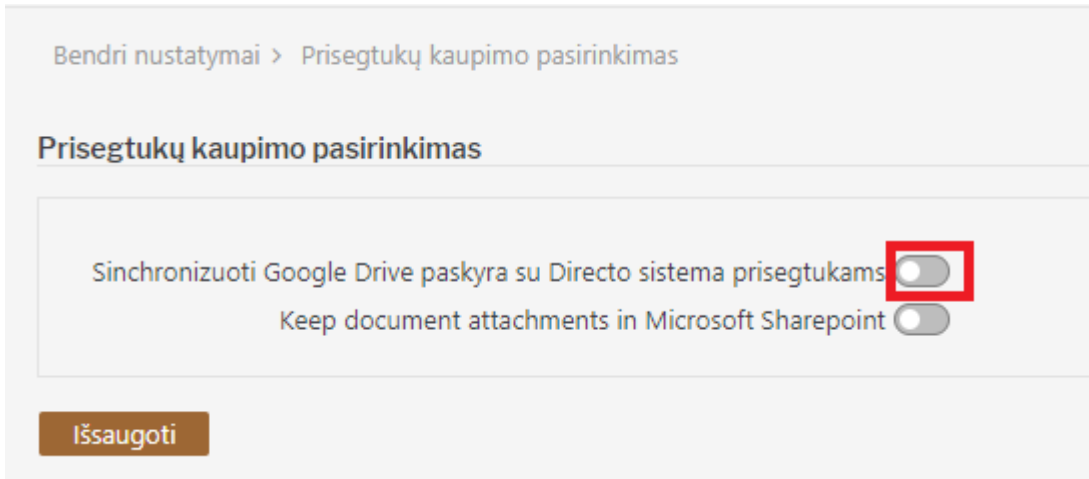 Bendri nustatymai > Prisegtukų kaupimo pasirinkimas
Prisegtukų kaupimo pasirinkimas
Sinchronizuoti Google Drive paskyra su Directo sistema prisegtukams
Keep document attachments in Microsoft Sharepoint
Išsaugoti